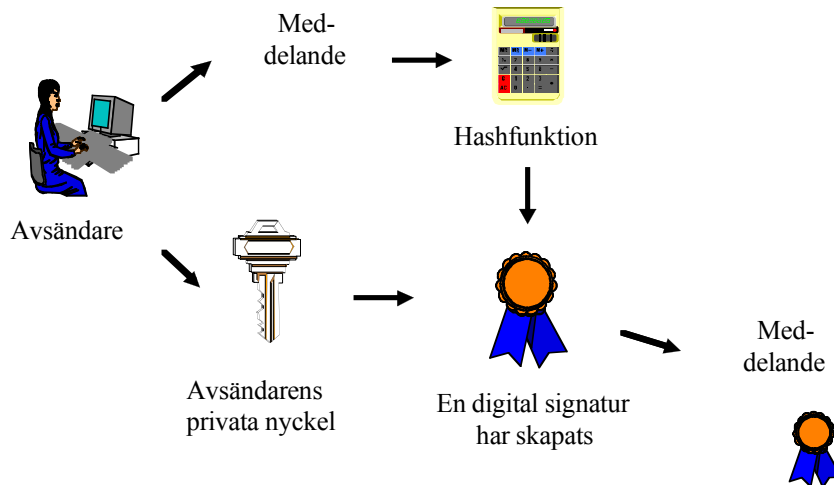 Med-
delande
Hashfunktion
Avsändare
Avsändarens
privata nyckel
En digital signatur
har skapats
Med-
delande